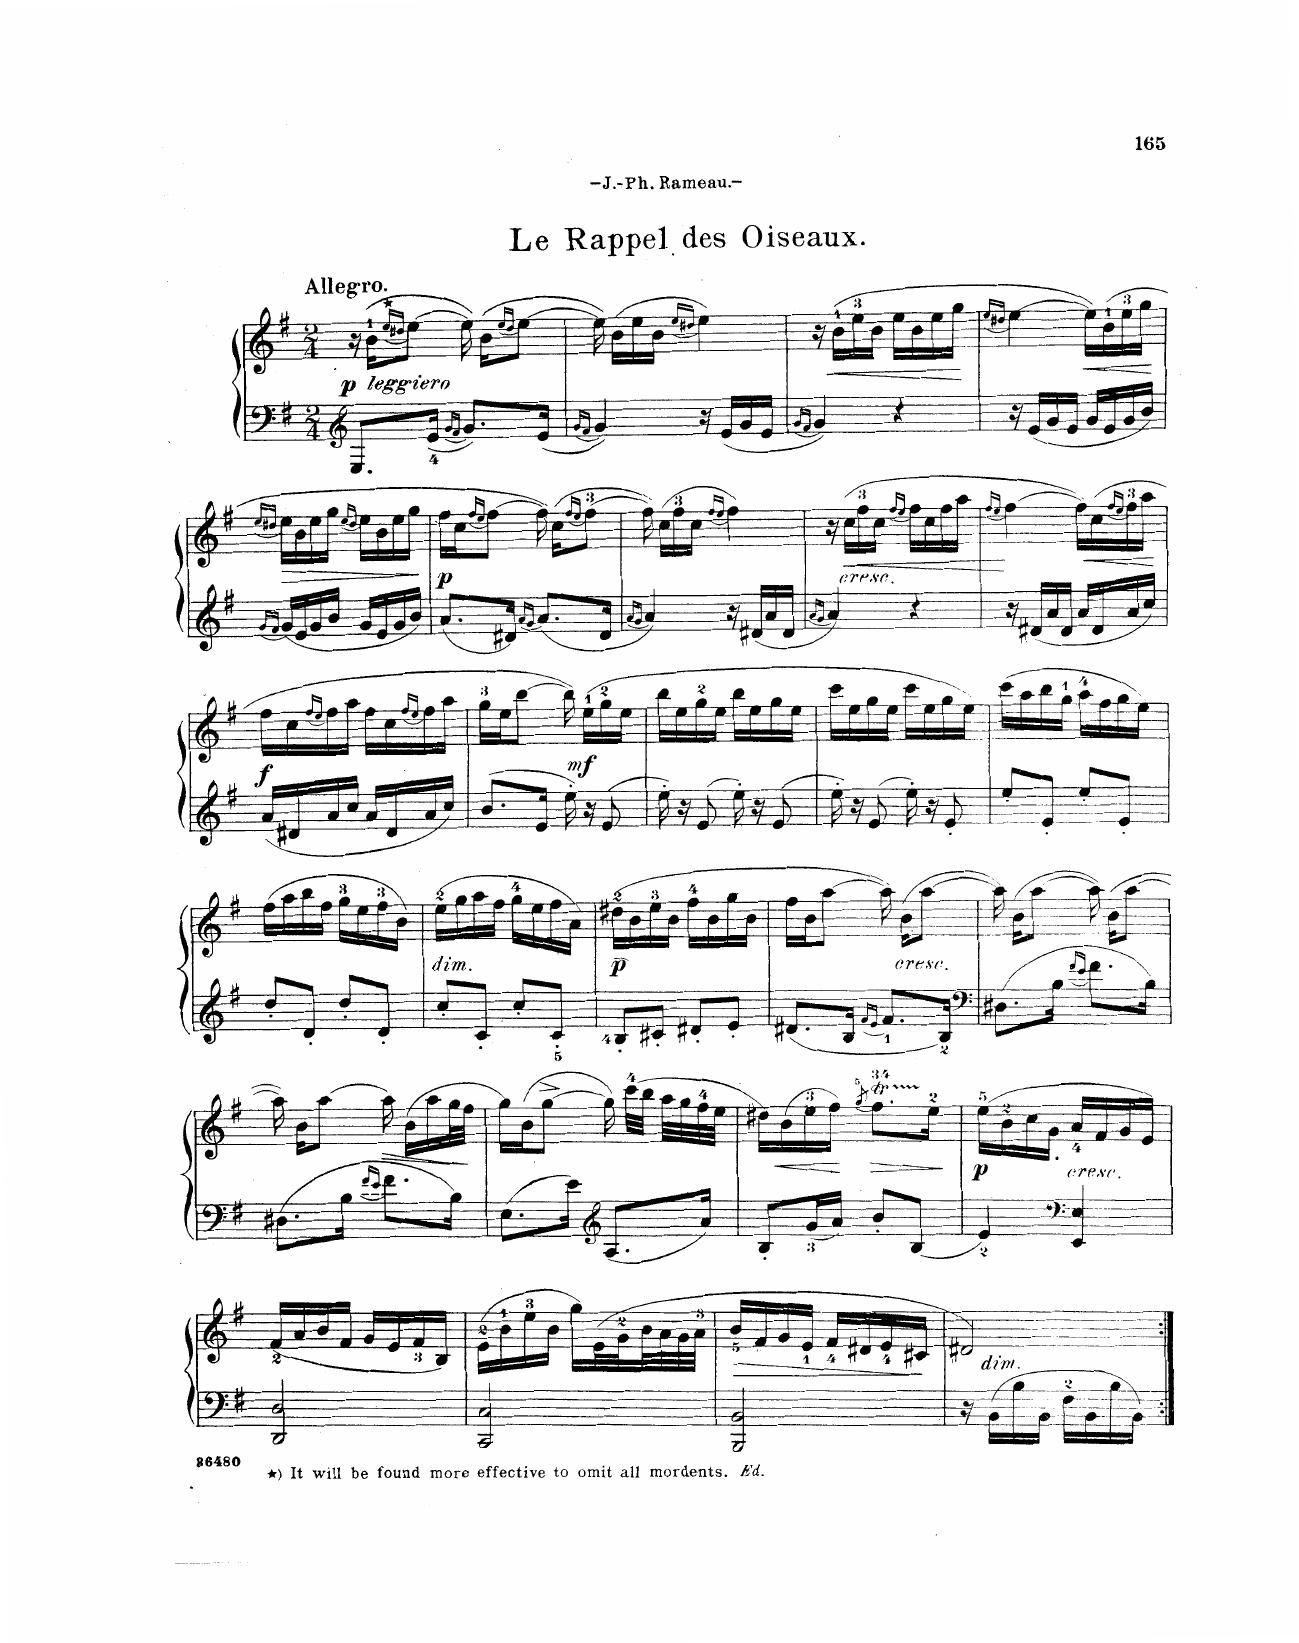 165
–J.-Ph. Rameau.–
Le Rappel des Oiseaux.
Allegro.
p leggiero
p cresc.
f mf
dim. p cresc.
p cresc.
dim.
36480
★) It will be found more effective to omit all mordents. Ed.